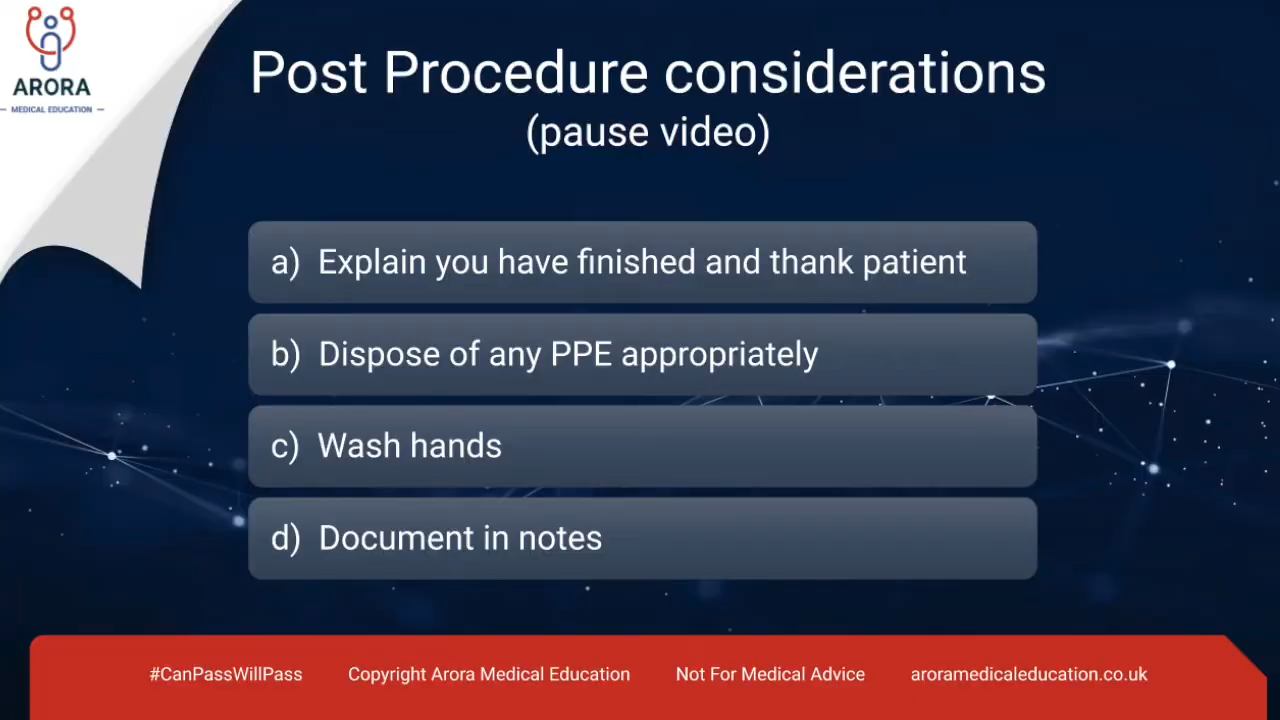 ARORA
MEDICAL EDUCATION
Post Procedure considerations
(pause video)
a) Explain you have finished and thank patient
b) Dispose of any PPE appropriately
c) Wash hands
d) Document in notes
#CanPassWillPass Copyright Arora Medical Education Not For Medical Advice aroramedicaleducation.co.uk